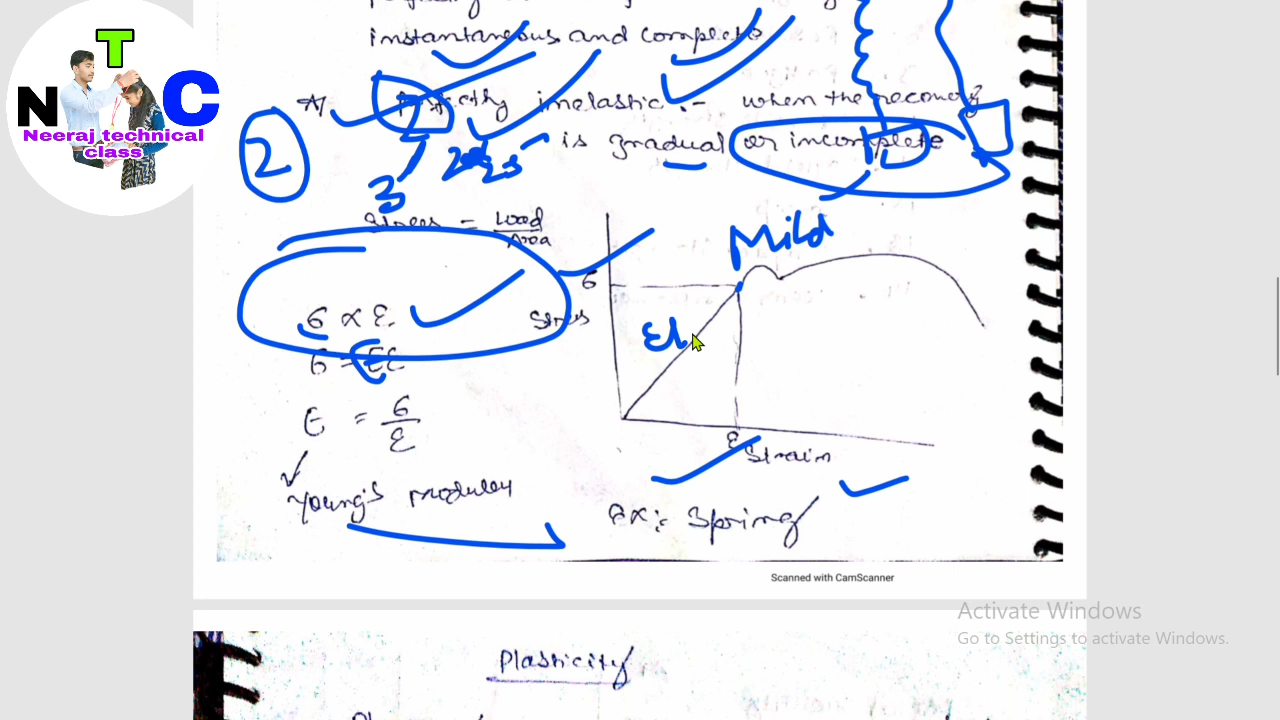 instantaneous and complete
inelastic :- when the recovery
is gradual or incomplete
2
3
Stress = Load
Area
Mild
σ
Stress
σ ∝ ε.
El
σ = Eε
E = σ
ε
ε
Strain
Young's modulus
ex:- Spring
Scanned with CamScanner
Plasticity
T
N C
Neeraj technical
class
Activate Windows
Go to Settings to activate Windows.